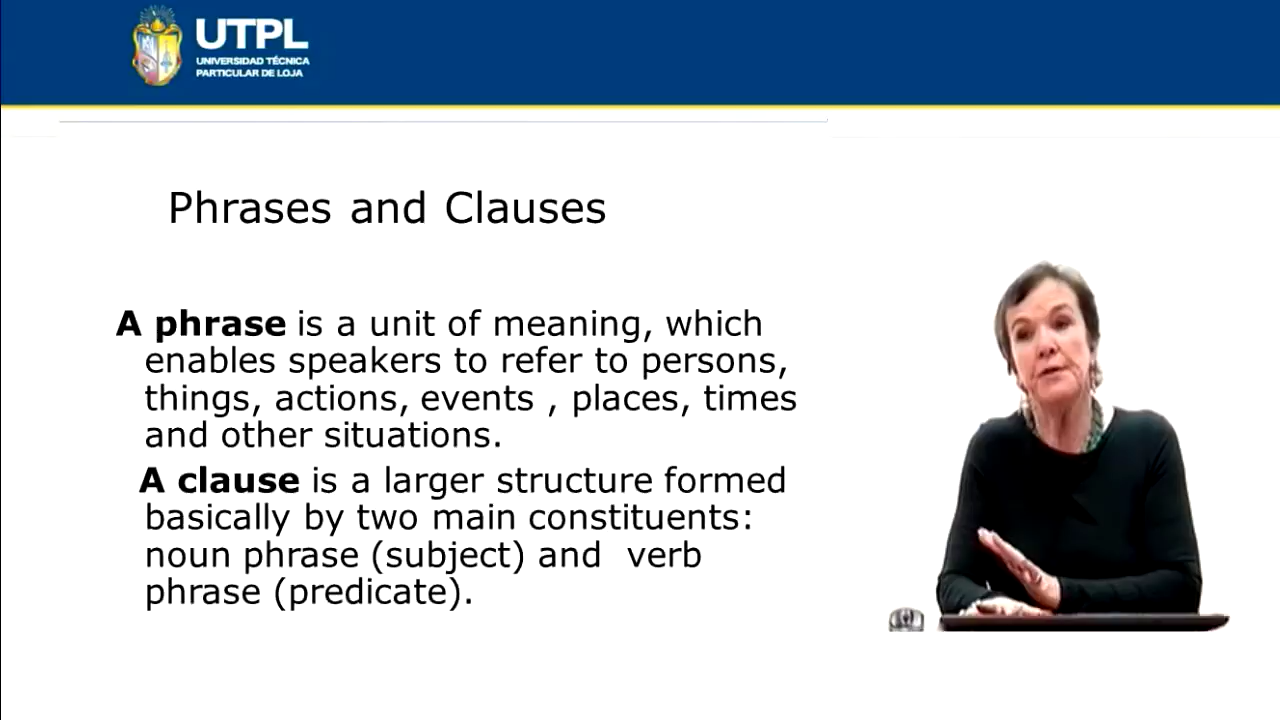 UTPL
UNIVERSIDAD TÉCNICA
PARTICULAR DE LOJA
Phrases and Clauses
A phrase is a unit of meaning, which
enables speakers to refer to persons,
things, actions, events , places, times
and other situations.
A clause is a larger structure formed
basically by two main constituents:
noun phrase (subject) and  verb
phrase (predicate).